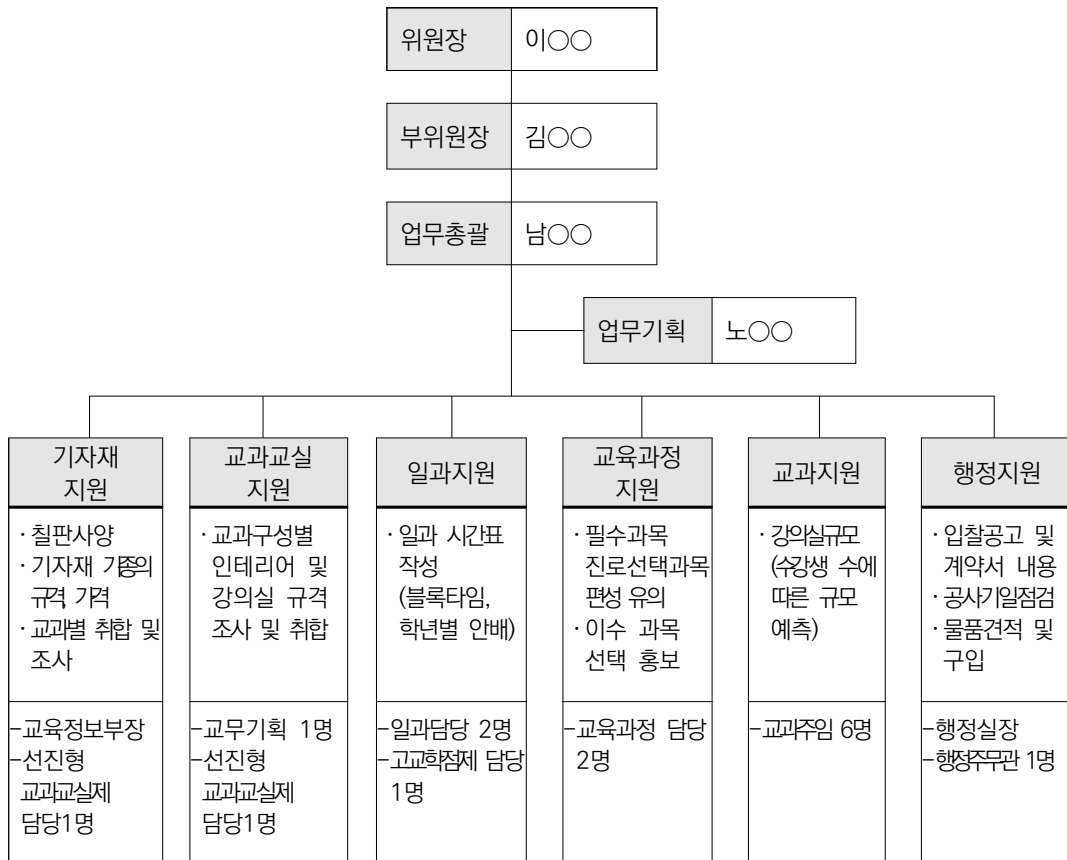 위원장 이○○
부위원장 김○○
업무총괄 남○○
업무기획 노○○
기자재
지원
· 칠판사양
· 기자재 기종의
규격, 가격
· 교과별 취합 및
조사
-교육정보부장
-선진형
교과교실제
담당1명
교과교실
지원
· 교과구성별
인테리어 및
강의실 규격
조사 및 취합
-교무기획 1명
-선진형
교과교실제
담당1명
일과지원
· 일과 시간표
작성
(블록타임,
학년별 안배)
-일과담당 2명
-고교학점제 담당
1명
교육과정
지원
· 필수과목
진로선택과목
편성 유의
· 이수 과목
선택 홍보
-교육과정 담당
2명
교과지원
· 강의실규모
(수강생 수에
따른 규모
예측)
-교과주임 6명
행정지원
· 입찰공고 및
계약서 내용
· 공사기일점검
· 물품견적 및
구입
-행정실장
-행정주무관 1명